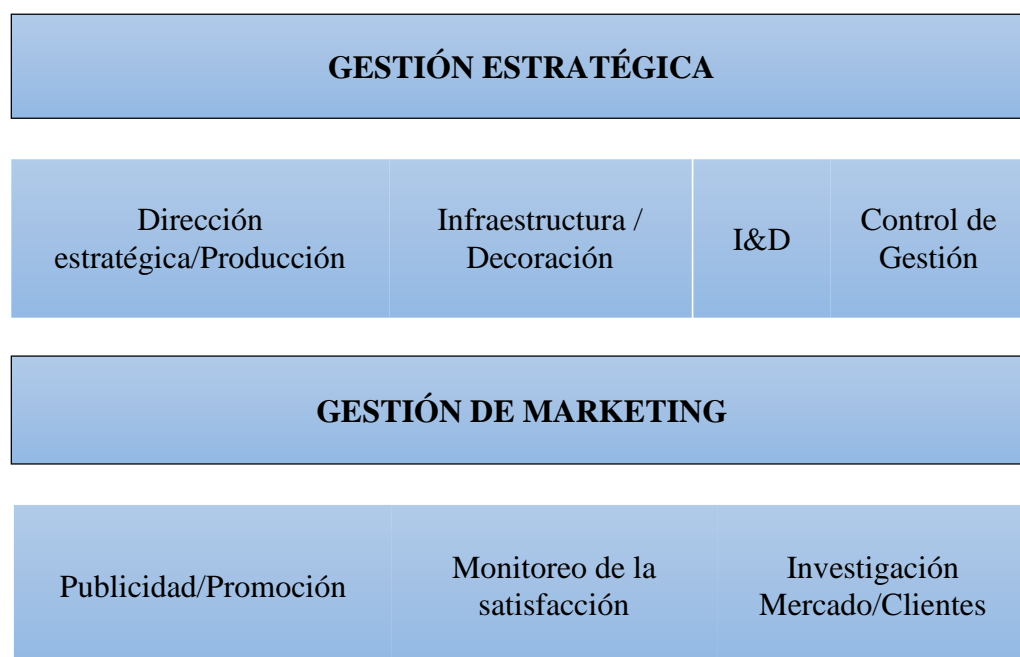 GESTIÓN ESTRATÉGICA
Dirección
estratégica/Producción
Infraestructura /
Decoración
I&D
Control de
Gestión
GESTIÓN DE MARKETING
Publicidad/Promoción
Monitoreo de la
satisfacción
Investigación
Mercado/Clientes